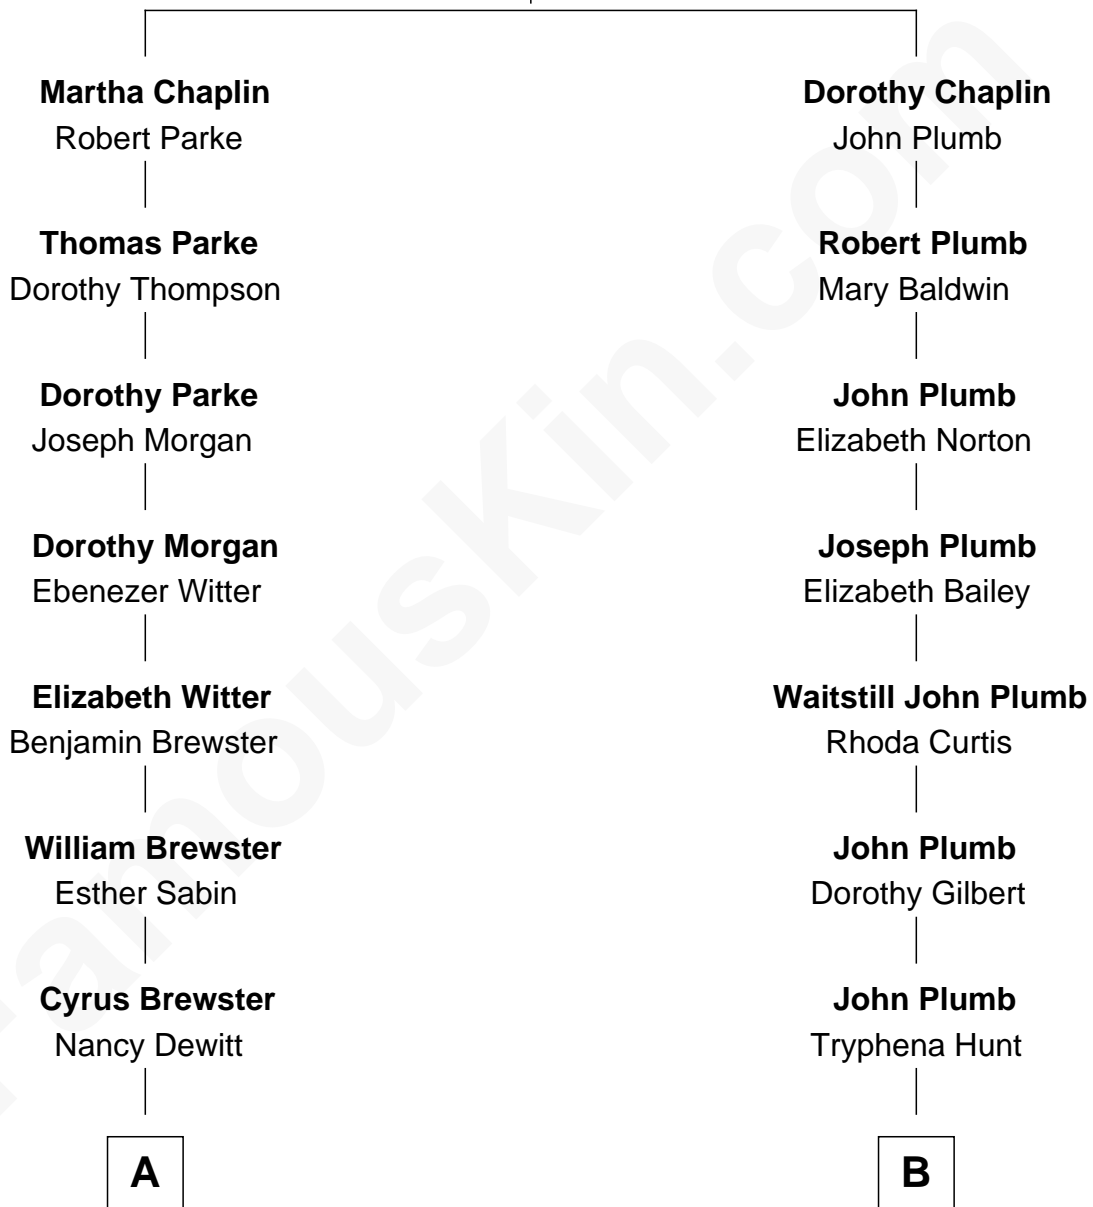 Martha Chaplin
Robert Parke
Thomas Parke
Dorothy Thompson
Dorothy Parke
Joseph Morgan
Dorothy Morgan
Ebenezer Witter
Elizabeth Witter
Benjamin Brewster
William Brewster
Esther Sabin
Cyrus Brewster
Nancy Dewitt
A
Dorothy Chaplin
John Plumb
Robert Plumb
Mary Baldwin
John Plumb
Elizabeth Norton
Joseph Plumb
Elizabeth Bailey
Waitstill John Plumb
Rhoda Curtis
John Plumb
Dorothy Gilbert
John Plumb
Tryphena Hunt
B
FamousKin.com